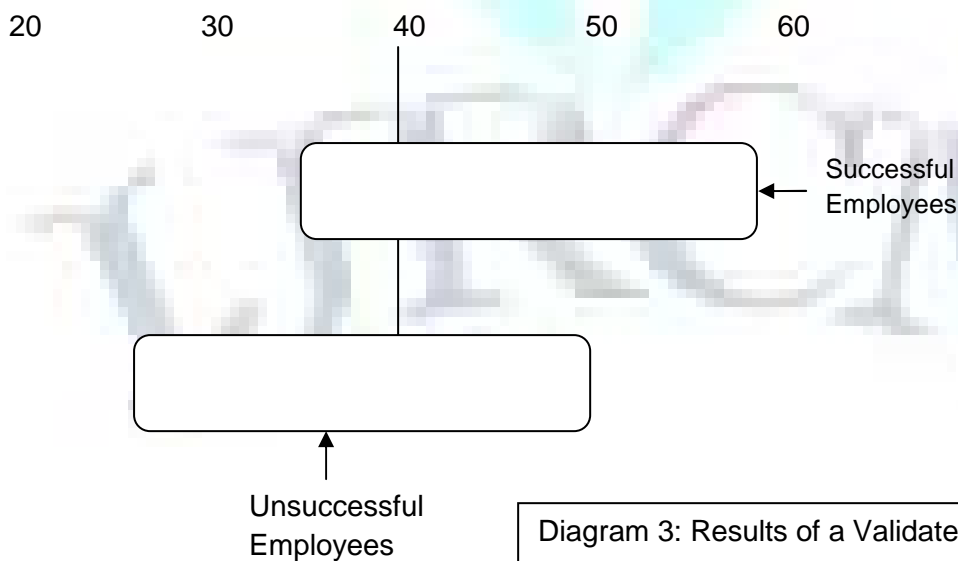 20 30 40 50 60
Successful
Employees
Unsuccessful
Employees
Diagram 3: Results of a Validate